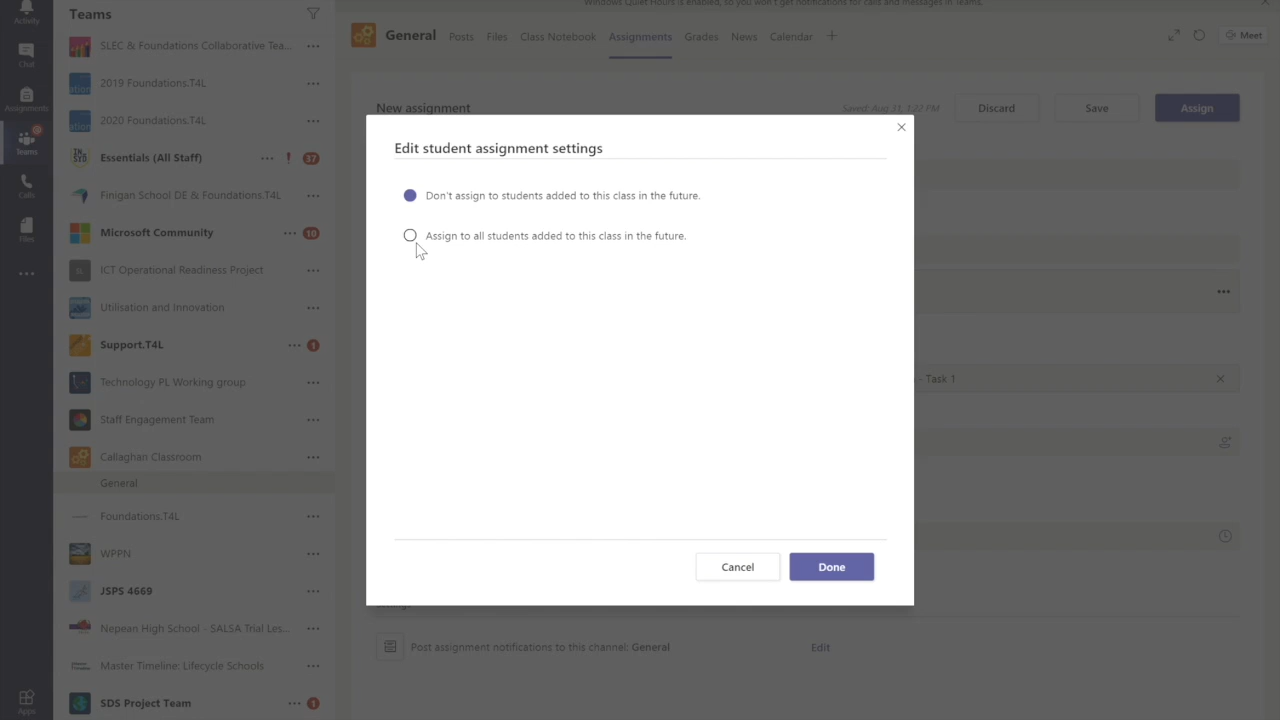 Windows Quiet Hours is enabled, so you won't get notifications for calls and messages in Teams.
Activity
Chat
Assignments
Teams
Calls
Files
Apps
Teams
SLEC & Foundations Collaborative Tea...
2019 Foundations.T4L
2020 Foundations.T4L
Essentials (All Staff) 37
Finigan School DE & Foundations.T4L
Microsoft Community 10
ICT Operational Readiness Project
Utilisation and Innovation
Support.T4L 1
Technology PL Working group
Staff Engagement Team
Callaghan Classroom
General
Foundations.T4L
WPPN
JSPS 4669
Nepean High School - SALSA Trial Les...
Master Timeline: Lifecycle Schools
SDS Project Team 1
General Posts Files Class Notebook Assignments Grades News Calendar Meet
New assignment Saved: Aug 31, 1:22 PM Discard Save Assign
Edit student assignment settings
Don't assign to students added to this class in the future.
Assign to all students added to this class in the future.
- Task 1
Cancel Done
Post assignment notifications to this channel: General Edit